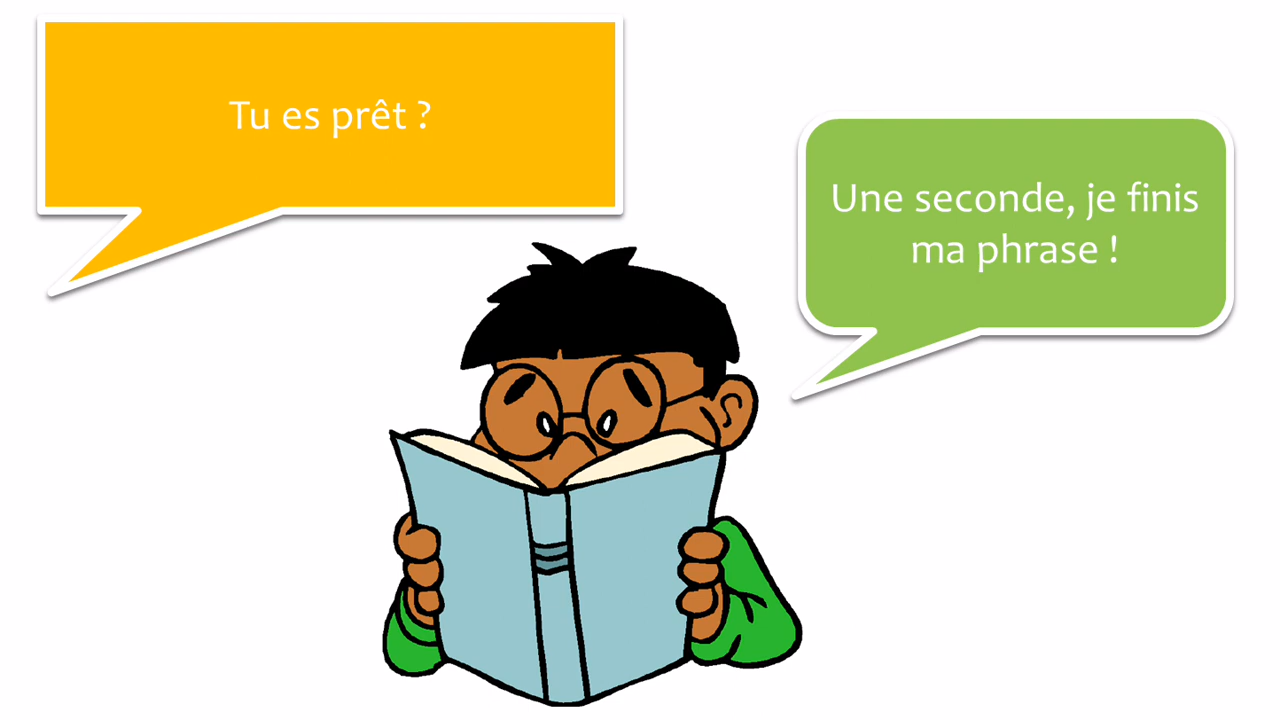 Tu es prêt ?
Une seconde, je finis
ma phrase !